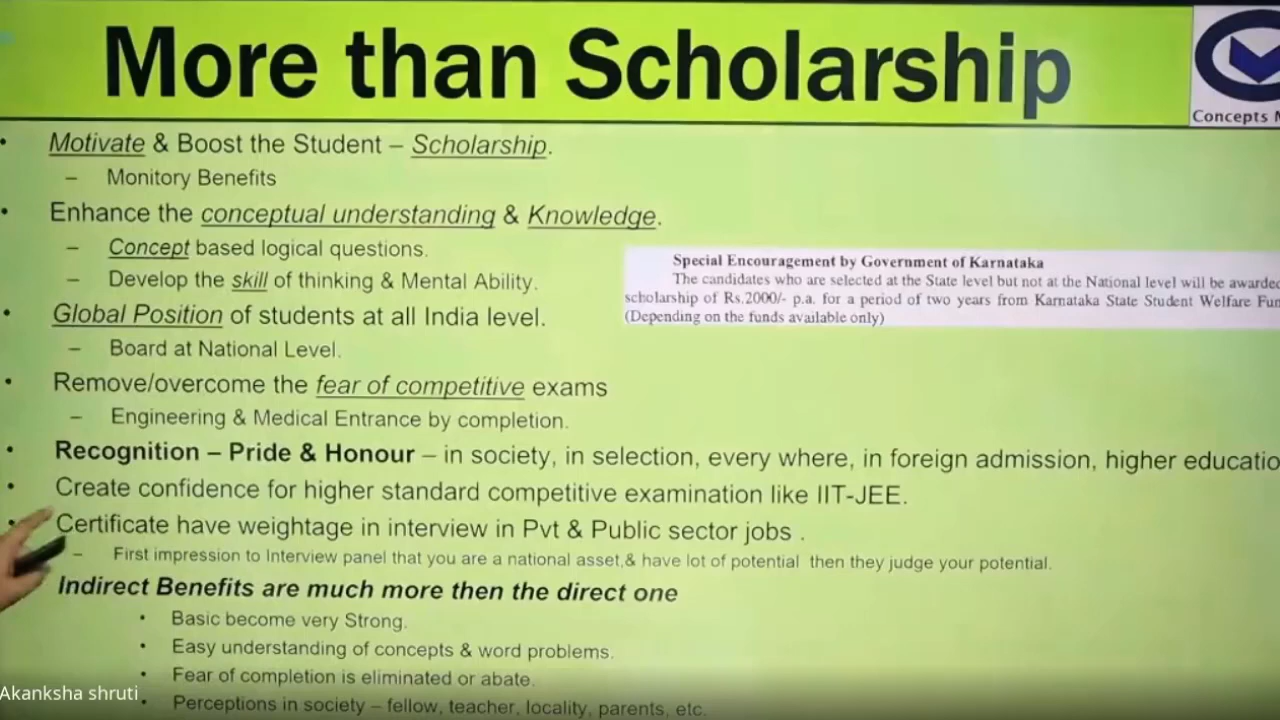 More than Scholarship
Concepts
• Motivate & Boost the Student – Scholarship.
– Monitory Benefits
• Enhance the conceptual understanding & Knowledge.
– Concept based logical questions.
– Develop the skill of thinking & Mental Ability.
Special Encouragement by Government of Karnataka
The candidates who are selected at the State level but not at the National level will be awarded
scholarship of Rs.2000/- p.a. for a period of two years from Karnataka State Student Welfare
(Depending on the funds available only)
• Global Position of students at all India level.
– Board at National Level.
• Remove/overcome the fear of competitive exams
– Engineering & Medical Entrance by completion.
• Recognition – Pride & Honour – in society, in selection, every where, in foreign admission, higher
• Create confidence for higher standard competitive examination like IIT-JEE.
• Certificate have weightage in interview in Pvt & Public sector jobs .
– First impression to Interview panel that you are a national asset,& have lot of potential then they judge your potential.
Indirect Benefits are much more then the direct one
• Basic become very Strong.
• Easy understanding of concepts & word problems.
• Fear of completion is eliminated or abate.
• Perceptions in society – fellow, teacher, locality, parents, etc.
Akanksha shruti